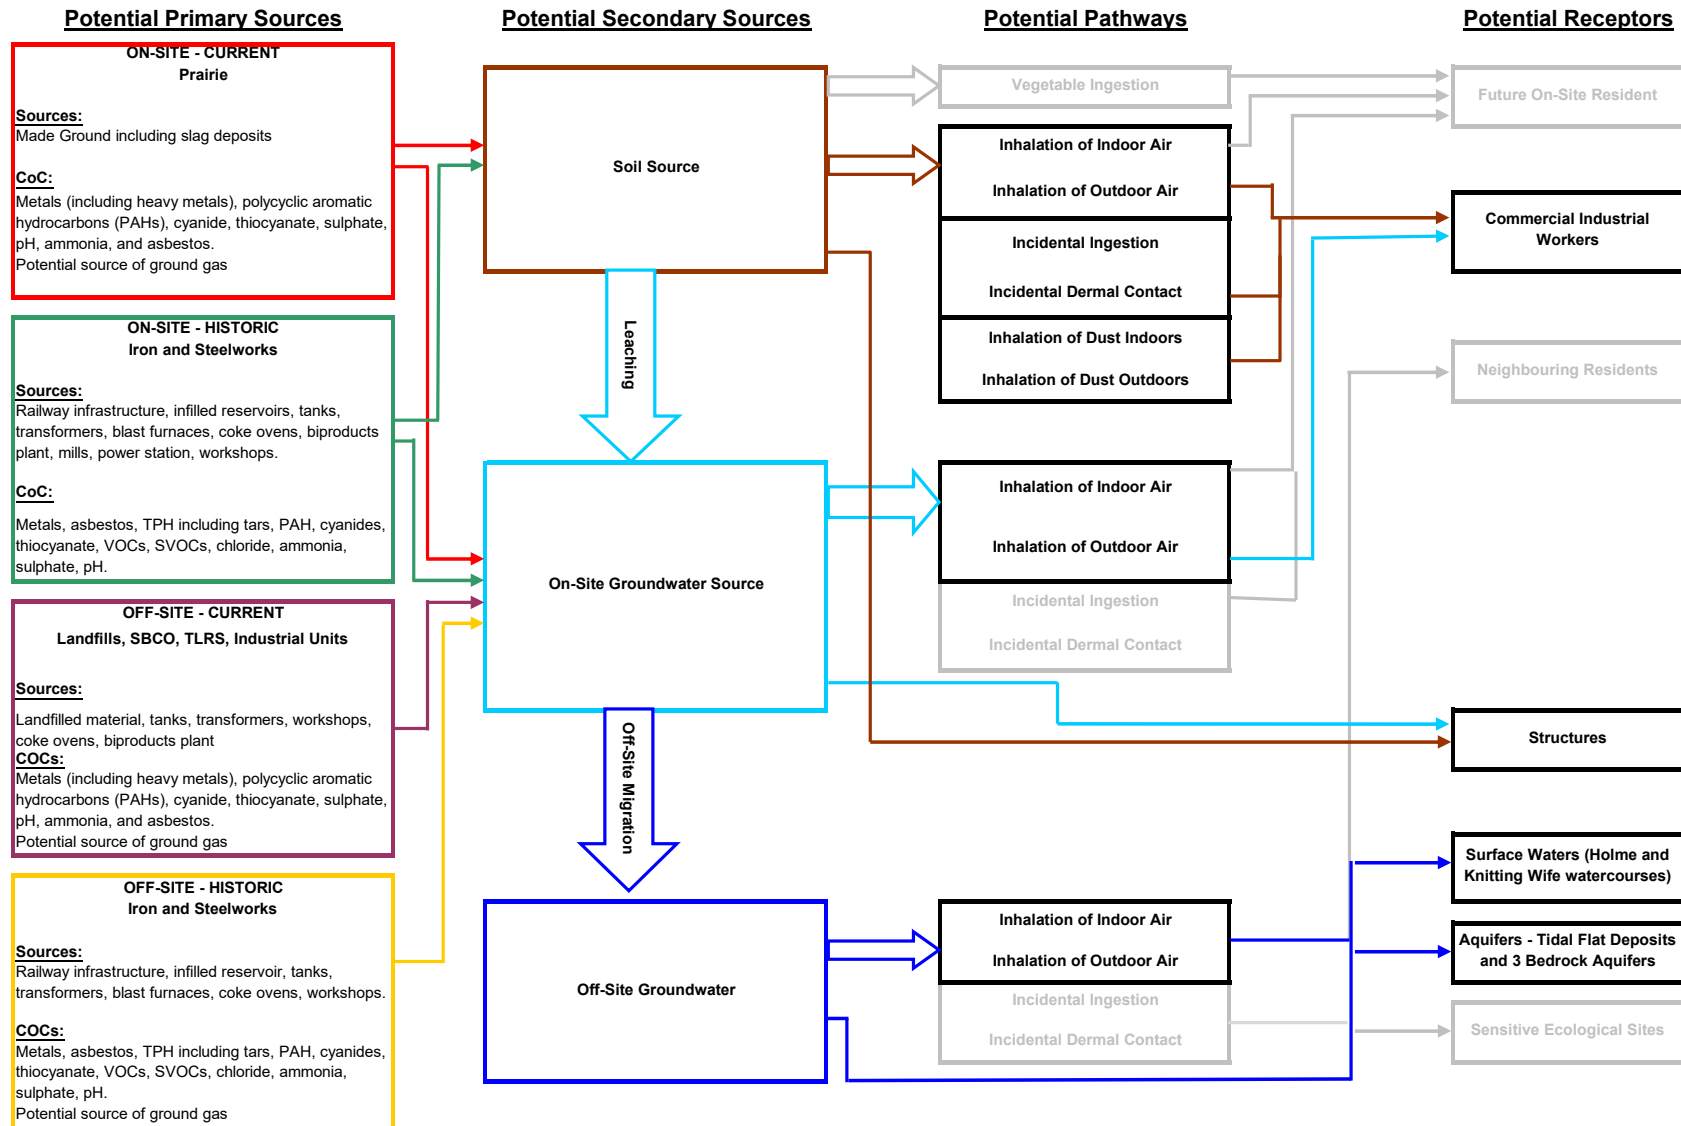 Potential Primary Sources
Potential Secondary Sources
Potential Pathways
Potential Receptors
ON-SITE - CURRENT
Prairie
Sources:
Made Ground including slag deposits
CoC:
Metals (including heavy metals), polycyclic aromatic
hydrocarbons (PAHs), cyanide, thiocyanate, sulphate,
pH, ammonia, and asbestos.
Potential source of ground gas
ON-SITE - HISTORIC
Iron and Steelworks
Sources:
Railway infrastructure, infilled reservoirs, tanks,
transformers, blast furnaces, coke ovens, biproducts
plant, mills, power station, workshops.
CoC:
Metals, asbestos, TPH including tars, PAH, cyanides,
thiocyanate, VOCs, SVOCs, chloride, ammonia,
sulphate, pH.
OFF-SITE - CURRENT
Landfills, SBCO, TLRS, Industrial Units
Sources:
Landfilled material, tanks, transformers, workshops,
coke ovens, biproducts plant
COCs:
Metals (including heavy metals), polycyclic aromatic
hydrocarbons (PAHs), cyanide, thiocyanate, sulphate,
pH, ammonia, and asbestos.
Potential source of ground gas
OFF-SITE - HISTORIC
Iron and Steelworks
Sources:
Railway infrastructure, infilled reservoir, tanks,
transformers, blast furnaces, coke ovens, workshops.
COCs:
Metals, asbestos, TPH including tars, PAH, cyanides,
thiocyanate, VOCs, SVOCs, chloride, ammonia,
sulphate, pH.
Potential source of ground gas
Soil Source
Leaching
On-Site Groundwater Source
Off-Site Migration
Off-Site Groundwater
Vegetable Ingestion
Inhalation of Indoor Air
Inhalation of Outdoor Air
Incidental Ingestion
Incidental Dermal Contact
Inhalation of Dust Indoors
Inhalation of Dust Outdoors
Inhalation of Indoor Air
Inhalation of Outdoor Air
Incidental Ingestion
Incidental Dermal Contact
Inhalation of Indoor Air
Inhalation of Outdoor Air
Incidental Ingestion
Incidental Dermal Contact
Future On-Site Resident
Commercial Industrial
Workers
Neighbouring Residents
Structures
Surface Waters (Holme and
Knitting Wife watercourses)
Aquifers - Tidal Flat Deposits
and 3 Bedrock Aquifers
Sensitive Ecological Sites